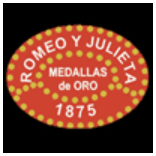 ROMEO Y JULIETA
MEDALLAS
de ORO
1875